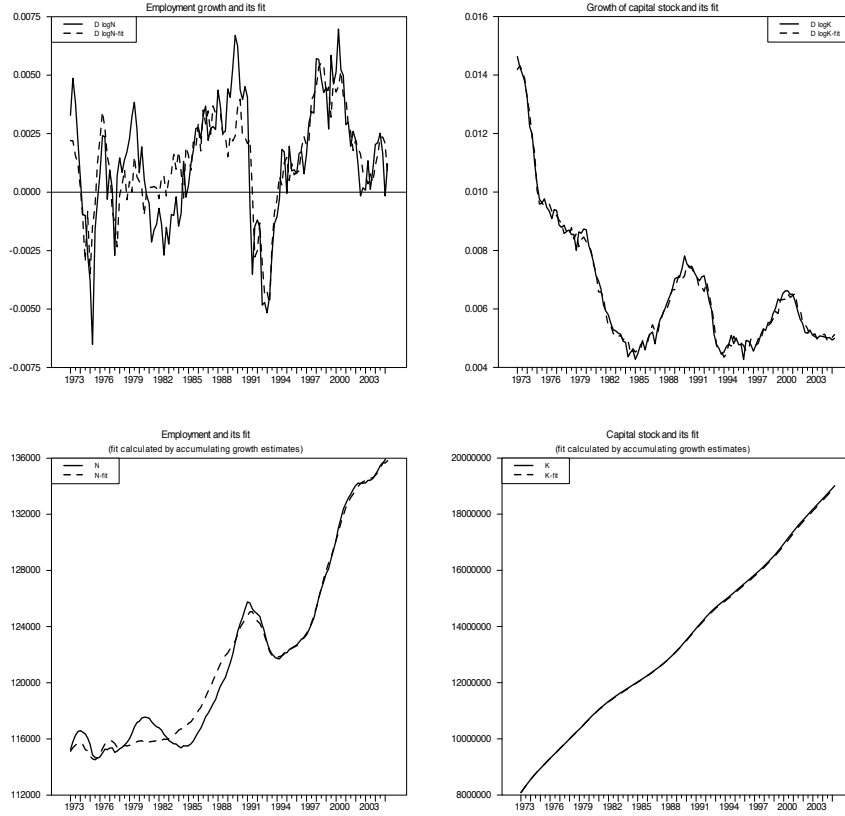 Employment growth and its fit
D logN
D logN-fit
0.0075
0.0050
0.0025
0.0000
-0.0025
-0.0050
-0.0075
1973 1976 1979 1982 1985 1988 1991 1994 1997 2000 2003
Growth of capital stock and its fit
D logK
D logK-fit
0.016
0.014
0.012
0.010
0.008
0.006
0.004
1973 1976 1979 1982 1985 1988 1991 1994 1997 2000 2003
Employment and its fit
(fit calculated by accumulating growth estimates)
N
N-fit
136000
132000
128000
124000
120000
116000
112000
1973 1976 1979 1982 1985 1988 1991 1994 1997 2000 2003
Capital stock and its fit
(fit calculated by accumulating growth estimates)
K
K-fit
20000000
18000000
16000000
14000000
12000000
10000000
8000000
1973 1976 1979 1982 1985 1988 1991 1994 1997 2000 2003